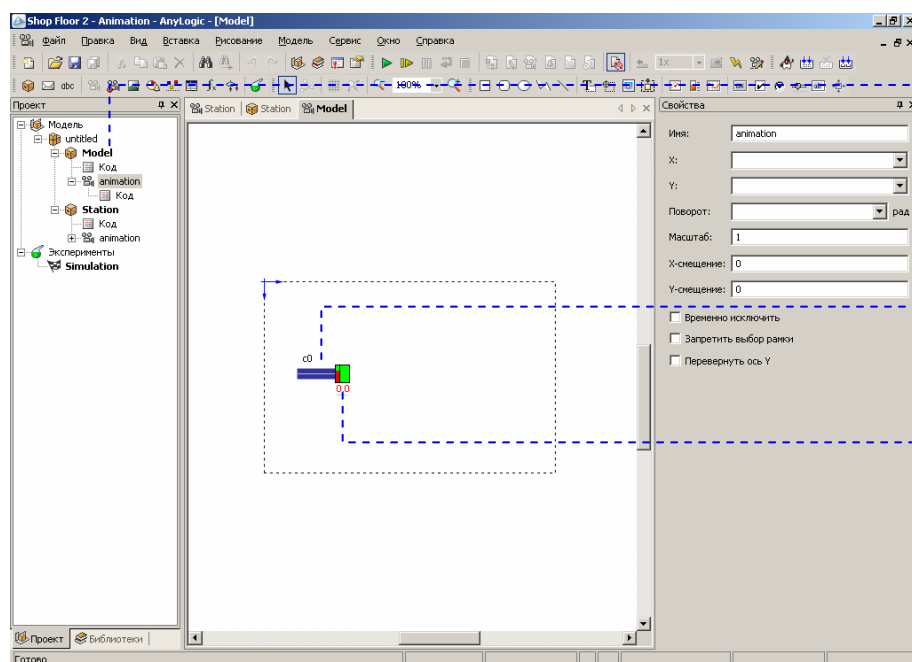 Shop Floor 2 - Animation - AnyLogic - [Model]
Файл Правка Вид Вставка Рисование Модель Сервис Окно Справка
1x
abc 100%
Проект
Station Station Model
Свойства
Модель
untitled
Model
Код
animation
Код
Station
Код
animation
Эксперименты
Simulation
c0
0,0
Имя: animation
X:
Y:
Поворот: рад
Масштаб: 1
X-смещение: 0
Y-смещение: 0
Временно исключить
Запретить выбор рамки
Перевернуть ось Y
Проект Библиотеки
Готово